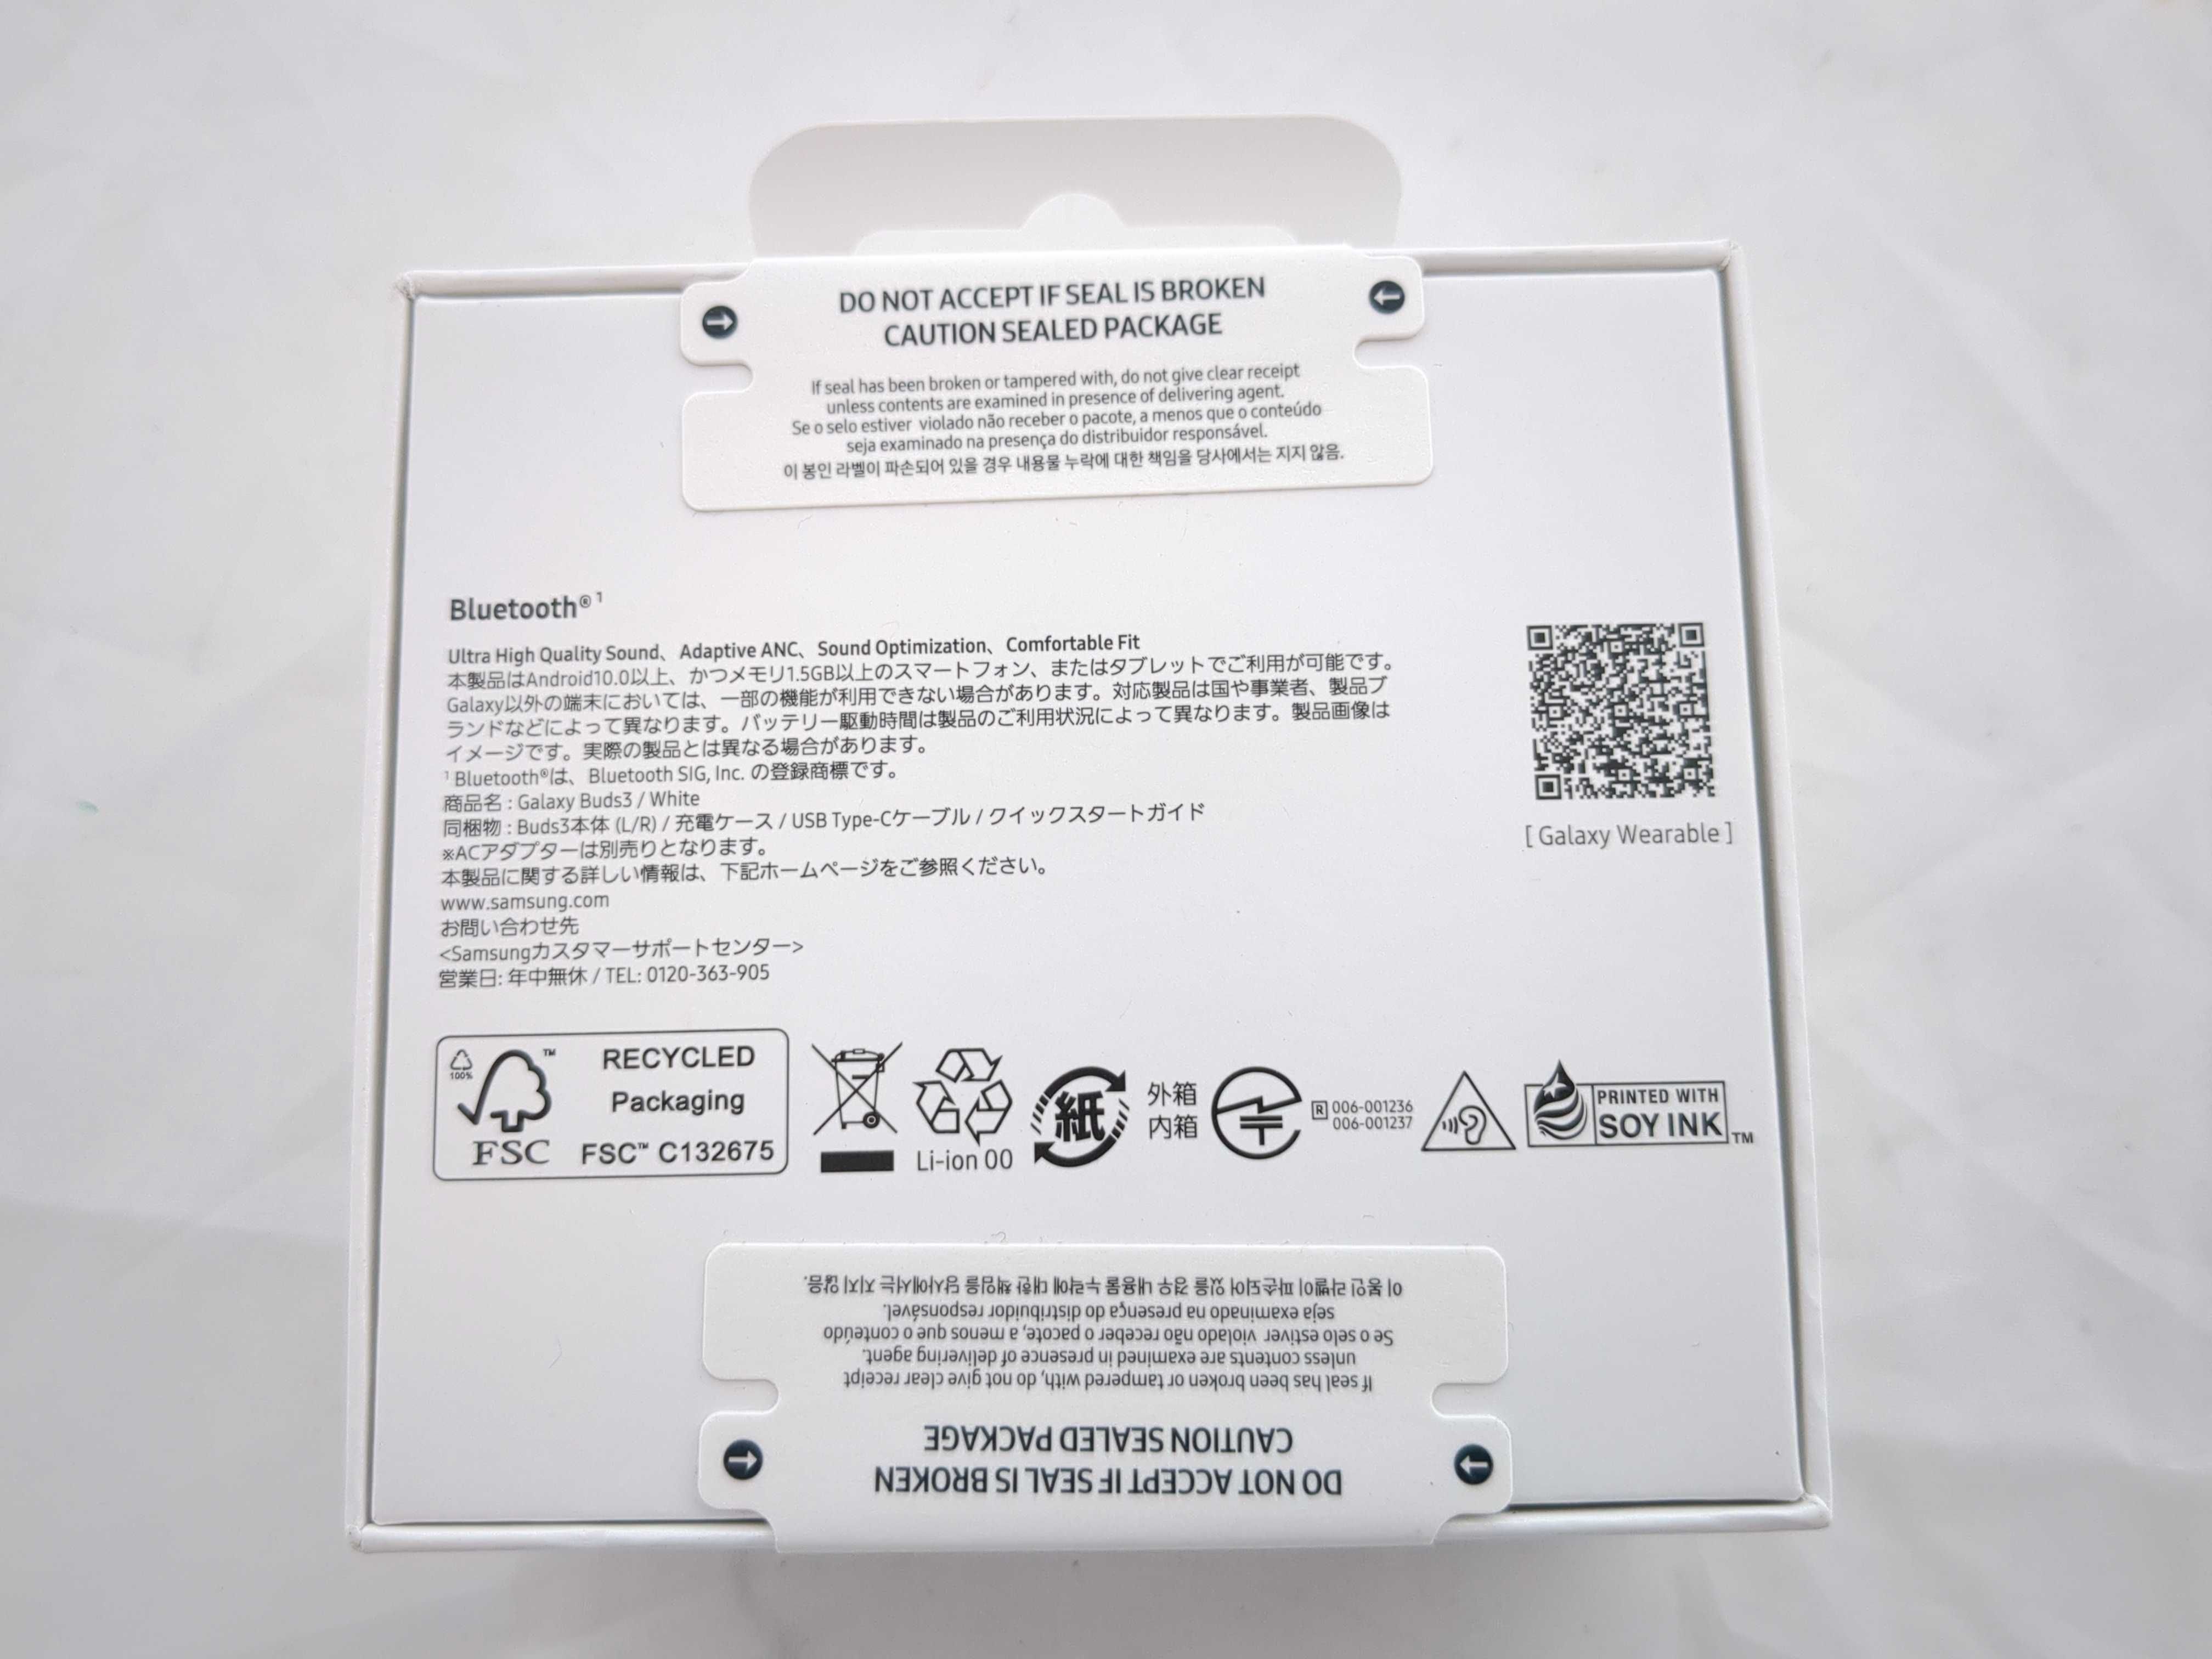 DO NOT ACCEPT IF SEAL IS BROKEN
CAUTION SEALED PACKAGE
If seal has been broken or tampered with, do not give clear receipt
unless contents are examined in presence of delivering agent.
Se o selo estiver violado não receber o pacote, a menos que o conteúdo
seja examinado na presença do distribuidor responsável.
이 봉인 라벨이 파손되어 있을 경우 내용물 누락에 대한 책임을 당사에서는 지지 않음.
Bluetooth®¹
Ultra High Quality Sound、Adaptive ANC、Sound Optimization、Comfortable Fit
本製品はAndroid10.0以上、かつメモリ1.5GB以上のスマートフォン、またはタブレットでご利用が可能です。
Galaxy以外の端末においては、一部の機能が利用できない場合があります。対応製品は国や事業者、製品ブ
ランドなどによって異なります。バッテリー駆動時間は製品のご利用状況によって異なります。製品画像は
イメージです。実際の製品とは異なる場合があります。
¹ Bluetooth®は、Bluetooth SIG, Inc. の登録商標です。
商品名 : Galaxy Buds3 / White
同梱物 : Buds3本体 (L/R) / 充電ケース / USB Type-Cケーブル / クイックスタートガイド
※ACアダプターは別売りとなります。
本製品に関する詳しい情報は、下記ホームページをご参照ください。
www.samsung.com
お問い合わせ先
<Samsungカスタマーサポートセンター>
営業日: 年中無休 / TEL: 0120-363-905
[ Galaxy Wearable ]
100%
™
FSC
RECYCLED
Packaging
FSC™ C132675
Li-ion 00
紙
外箱
内箱
R 006-001236
006-001237
PRINTED WITH
SOY INK™
DO NOT ACCEPT IF SEAL IS BROKEN
CAUTION SEALED PACKAGE
If seal has been broken or tampered with, do not give clear receipt
unless contents are examined in presence of delivering agent.
Se o selo estiver violado não receber o pacote, a menos que o conteúdo
seja examinado na presença do distribuidor responsável.
이 봉인 라벨이 파손되어 있을 경우 내용물 누락에 대한 책임을 당사에서는 지지 않음.